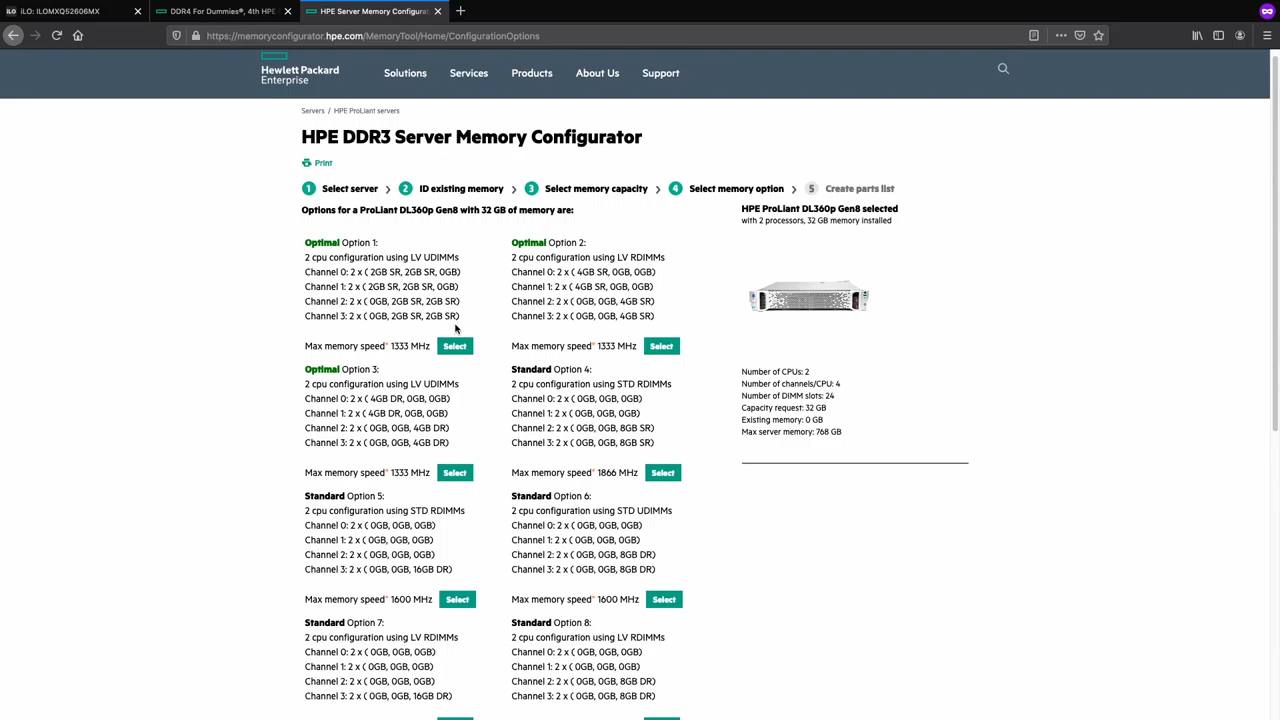 iLO: ILOMXQ52606MX
DDR4 For Dummies®, 4th HPE
HPE Server Memory Configurat
https://memoryconfigurator.hpe.com/MemoryTool/Home/ConfigurationOptions
Hewlett Packard
Enterprise
Solutions Services Products About Us Support
Servers / HPE ProLiant servers
HPE DDR3 Server Memory Configurator
Print
1 Select server > 2 ID existing memory > 3 Select memory capacity > 4 Select memory option > 5 Create parts list
Options for a ProLiant DL360p Gen8 with 32 GB of memory are:
Optimal Option 1:
2 cpu configuration using LV UDIMMs
Channel 0: 2 x ( 2GB SR, 2GB SR, 0GB)
Channel 1: 2 x ( 2GB SR, 2GB SR, 0GB)
Channel 2: 2 x ( 0GB, 2GB SR, 2GB SR)
Channel 3: 2 x ( 0GB, 2GB SR, 2GB SR)
Max memory speed* 1333 MHz Select
Optimal Option 2:
2 cpu configuration using LV RDIMMs
Channel 0: 2 x ( 4GB SR, 0GB, 0GB)
Channel 1: 2 x ( 4GB SR, 0GB, 0GB)
Channel 2: 2 x ( 0GB, 0GB, 4GB SR)
Channel 3: 2 x ( 0GB, 0GB, 4GB SR)
Max memory speed* 1333 MHz Select
Optimal Option 3:
2 cpu configuration using LV UDIMMs
Channel 0: 2 x ( 4GB DR, 0GB, 0GB)
Channel 1: 2 x ( 4GB DR, 0GB, 0GB)
Channel 2: 2 x ( 0GB, 0GB, 4GB DR)
Channel 3: 2 x ( 0GB, 0GB, 4GB DR)
Max memory speed* 1333 MHz Select
Standard Option 4:
2 cpu configuration using STD RDIMMs
Channel 0: 2 x ( 0GB, 0GB, 0GB)
Channel 1: 2 x ( 0GB, 0GB, 0GB)
Channel 2: 2 x ( 0GB, 0GB, 8GB SR)
Channel 3: 2 x ( 0GB, 0GB, 8GB SR)
Max memory speed* 1866 MHz Select
Standard Option 5:
2 cpu configuration using STD RDIMMs
Channel 0: 2 x ( 0GB, 0GB, 0GB)
Channel 1: 2 x ( 0GB, 0GB, 0GB)
Channel 2: 2 x ( 0GB, 0GB, 0GB)
Channel 3: 2 x ( 0GB, 0GB, 16GB DR)
Max memory speed* 1600 MHz Select
Standard Option 6:
2 cpu configuration using STD UDIMMs
Channel 0: 2 x ( 0GB, 0GB, 0GB)
Channel 1: 2 x ( 0GB, 0GB, 0GB)
Channel 2: 2 x ( 0GB, 0GB, 8GB DR)
Channel 3: 2 x ( 0GB, 0GB, 8GB DR)
Max memory speed* 1600 MHz Select
Standard Option 7:
2 cpu configuration using LV RDIMMs
Channel 0: 2 x ( 0GB, 0GB, 0GB)
Channel 1: 2 x ( 0GB, 0GB, 0GB)
Channel 2: 2 x ( 0GB, 0GB, 0GB)
Channel 3: 2 x ( 0GB, 0GB, 16GB DR)
Standard Option 8:
2 cpu configuration using LV RDIMMs
Channel 0: 2 x ( 0GB, 0GB, 0GB)
Channel 1: 2 x ( 0GB, 0GB, 0GB)
Channel 2: 2 x ( 0GB, 0GB, 8GB DR)
Channel 3: 2 x ( 0GB, 0GB, 8GB DR)
HPE ProLiant DL360p Gen8 selected
with 2 processors, 32 GB memory installed
Number of CPUs: 2
Number of channels/CPU: 4
Number of DIMM slots: 24
Capacity request: 32 GB
Existing memory: 0 GB
Max server memory: 768 GB